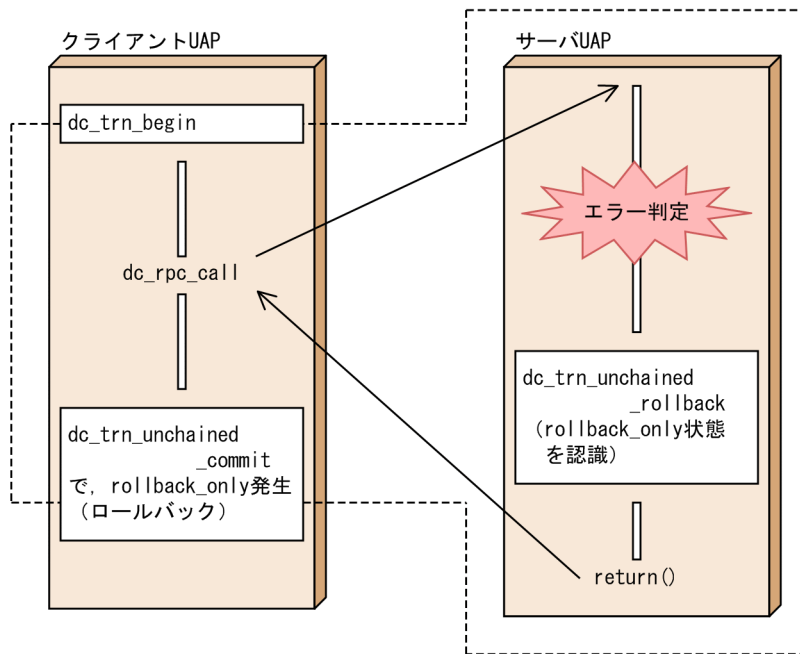 クライアントUAP
dc_trn_begin
dc_rpc_call
dc_trn_unchained
_commit
で，rollback_only発生
（ロールバック）
サーバUAP
エラー判定
dc_trn_unchained
_rollback
（rollback_only状態
を認識）
return()